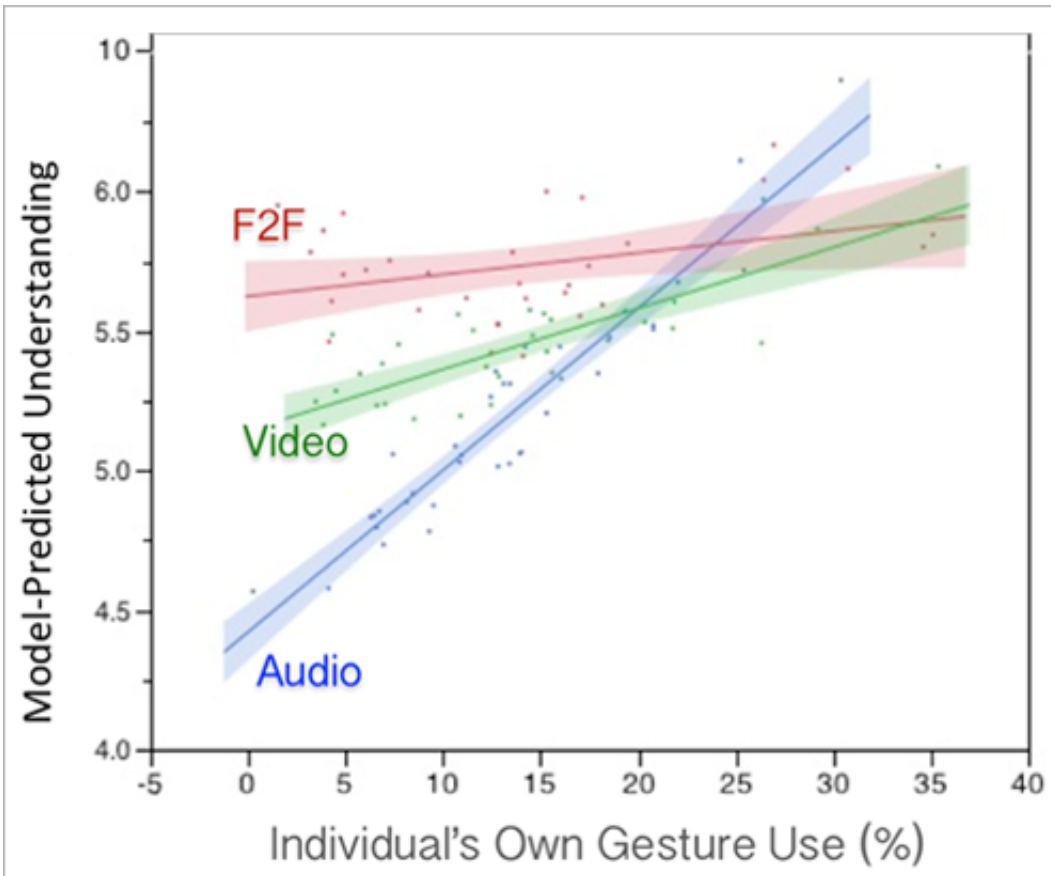 Model-Predicted Understanding
10
6.0
5.5
5.0
4.5
4.0
F2F
Video
Audio
-5 0 5 10 15 20 25 30 35 40
Individual's Own Gesture Use (%)